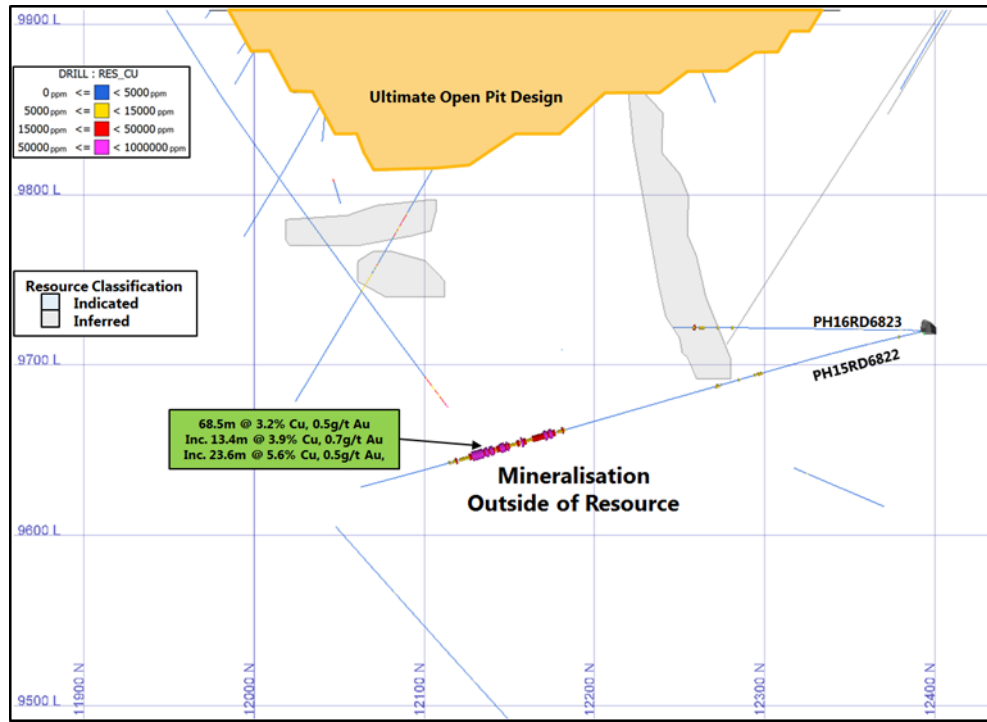 9900 L
DRILL : RES_CU
0 ppm <= < 5000 ppm
5000 ppm <= < 15000 ppm
15000 ppm <= < 50000 ppm
50000 ppm <= < 1000000 ppm
Ultimate Open Pit Design
9800 L
Resource Classification
Indicated
Inferred
PH16RD6823
PH15RD6822
9700 L
68.5m @ 3.2% Cu, 0.5g/t Au
Inc. 13.4m @ 3.9% Cu, 0.7g/t Au
Inc. 23.6m @ 5.6% Cu, 0.5g/t Au,
Mineralisation
Outside of Resource
9600 L
9500 L
11900 N
12000 N
12100 N
12200 N
12300 N
12400 N